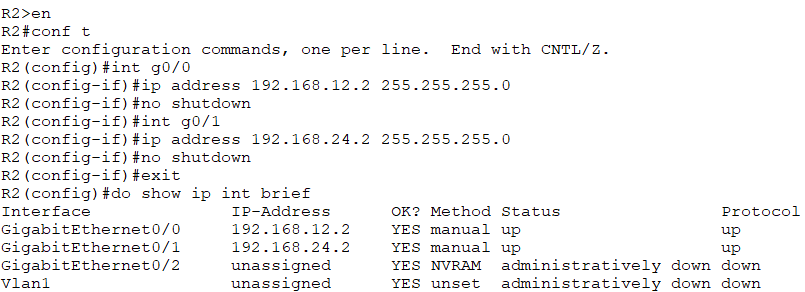 R2>en
R2#conf t
Enter configuration commands, one per line.  End with CNTL/Z.
R2(config)#int g0/0
R2(config-if)#ip address 192.168.12.2 255.255.255.0
R2(config-if)#no shutdown
R2(config-if)#int g0/1
R2(config-if)#ip address 192.168.24.2 255.255.255.0
R2(config-if)#no shutdown
R2(config-if)#exit
R2(config)#do show ip int brief
Interface              IP-Address      OK? Method Status                Protocol
GigabitEthernet0/0     192.168.12.2    YES manual up                    up
GigabitEthernet0/1     192.168.24.2    YES manual up                    up
GigabitEthernet0/2     unassigned      YES NVRAM  administratively down down
Vlan1                  unassigned      YES unset  administratively down down